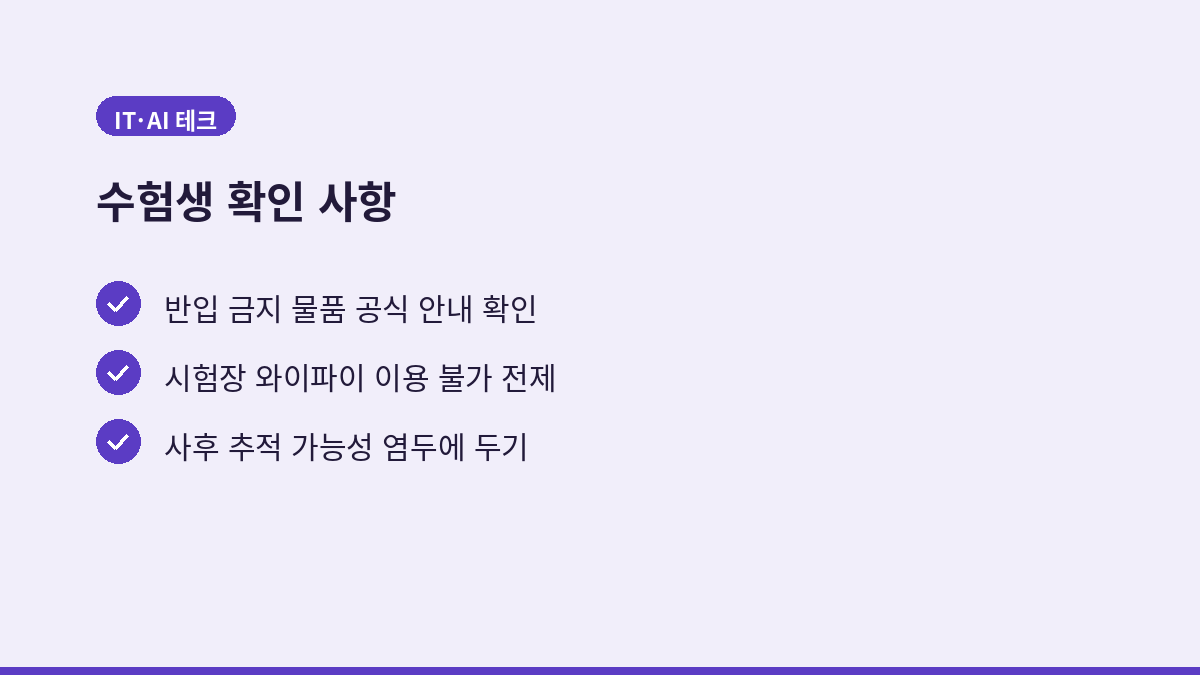 IT·AI 테크
수험생 확인 사항
반입 금지 물품 공식 안내 확인
시험장 와이파이 이용 불가 전제
사후 추적 가능성 염두에 두기